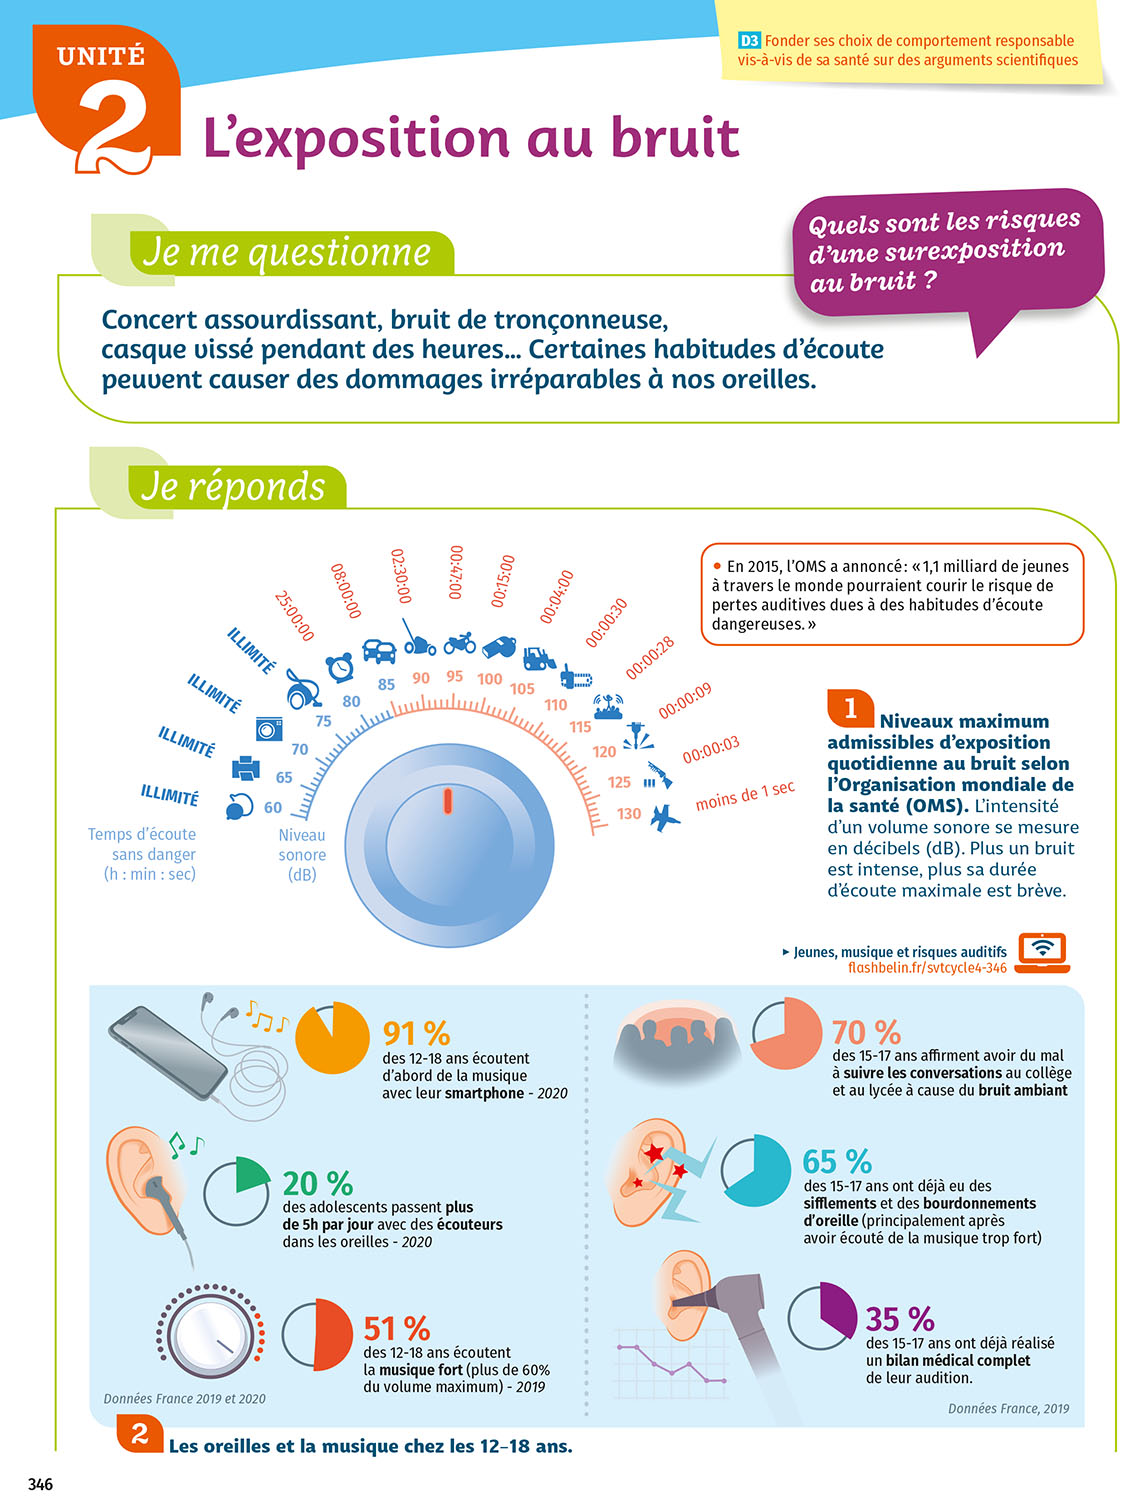 UNITÉ
2
D3 Fonder ses choix de comportement responsable
vis-à-vis de sa santé sur des arguments scientifiques
L’exposition au bruit
Je me questionne
Quels sont les risques
d’une surexposition
au bruit ?
Concert assourdissant, bruit de tronçonneuse,
casque vissé pendant des heures... Certaines habitudes d’écoute
peuvent causer des dommages irréparables à nos oreilles.
Je réponds
ILLIMITÉ
ILLIMITÉ
ILLIMITÉ
ILLIMITÉ
25:00:00
08:00:00
02:30:00
00:47:00
00:15:00
00:04:00
00:00:30
00:00:28
00:00:09
00:00:03
moins de 1 sec
60
65
70
75
80
85
90
95
100
105
110
115
120
125
130
Temps d’écoute
sans danger
(h : min : sec)
Niveau
sonore
(dB)
• En 2015, l’OMS a annoncé : « 1,1 milliard de jeunes
à travers le monde pourraient courir le risque de
pertes auditives dues à des habitudes d’écoute
dangereuses. »
1 Niveaux maximum
admissibles d’exposition
quotidienne au bruit selon
l’Organisation mondiale de
la santé (OMS). L’intensité
d’un volume sonore se mesure
en décibels (dB). Plus un bruit
est intense, plus sa durée
d’écoute maximale est brève.
▸ Jeunes, musique et risques auditifs
flashbelin.fr/svtcycle4-346
91 %
des 12-18 ans écoutent
d’abord de la musique
avec leur smartphone - 2020
20 %
des adolescents passent plus
de 5h par jour avec des écouteurs
dans les oreilles - 2020
51 %
des 12-18 ans écoutent
la musique fort (plus de 60%
du volume maximum) - 2019
Données France 2019 et 2020
70 %
des 15-17 ans affirment avoir du mal
à suivre les conversations au collège
et au lycée à cause du bruit ambiant
65 %
des 15-17 ans ont déjà eu des
sifflements et des bourdonnements
d’oreille (principalement après
avoir écouté de la musique trop fort)
35 %
des 15-17 ans ont déjà réalisé
un bilan médical complet
de leur audition.
Données France, 2019
2 Les oreilles et la musique chez les 12-18 ans.
346